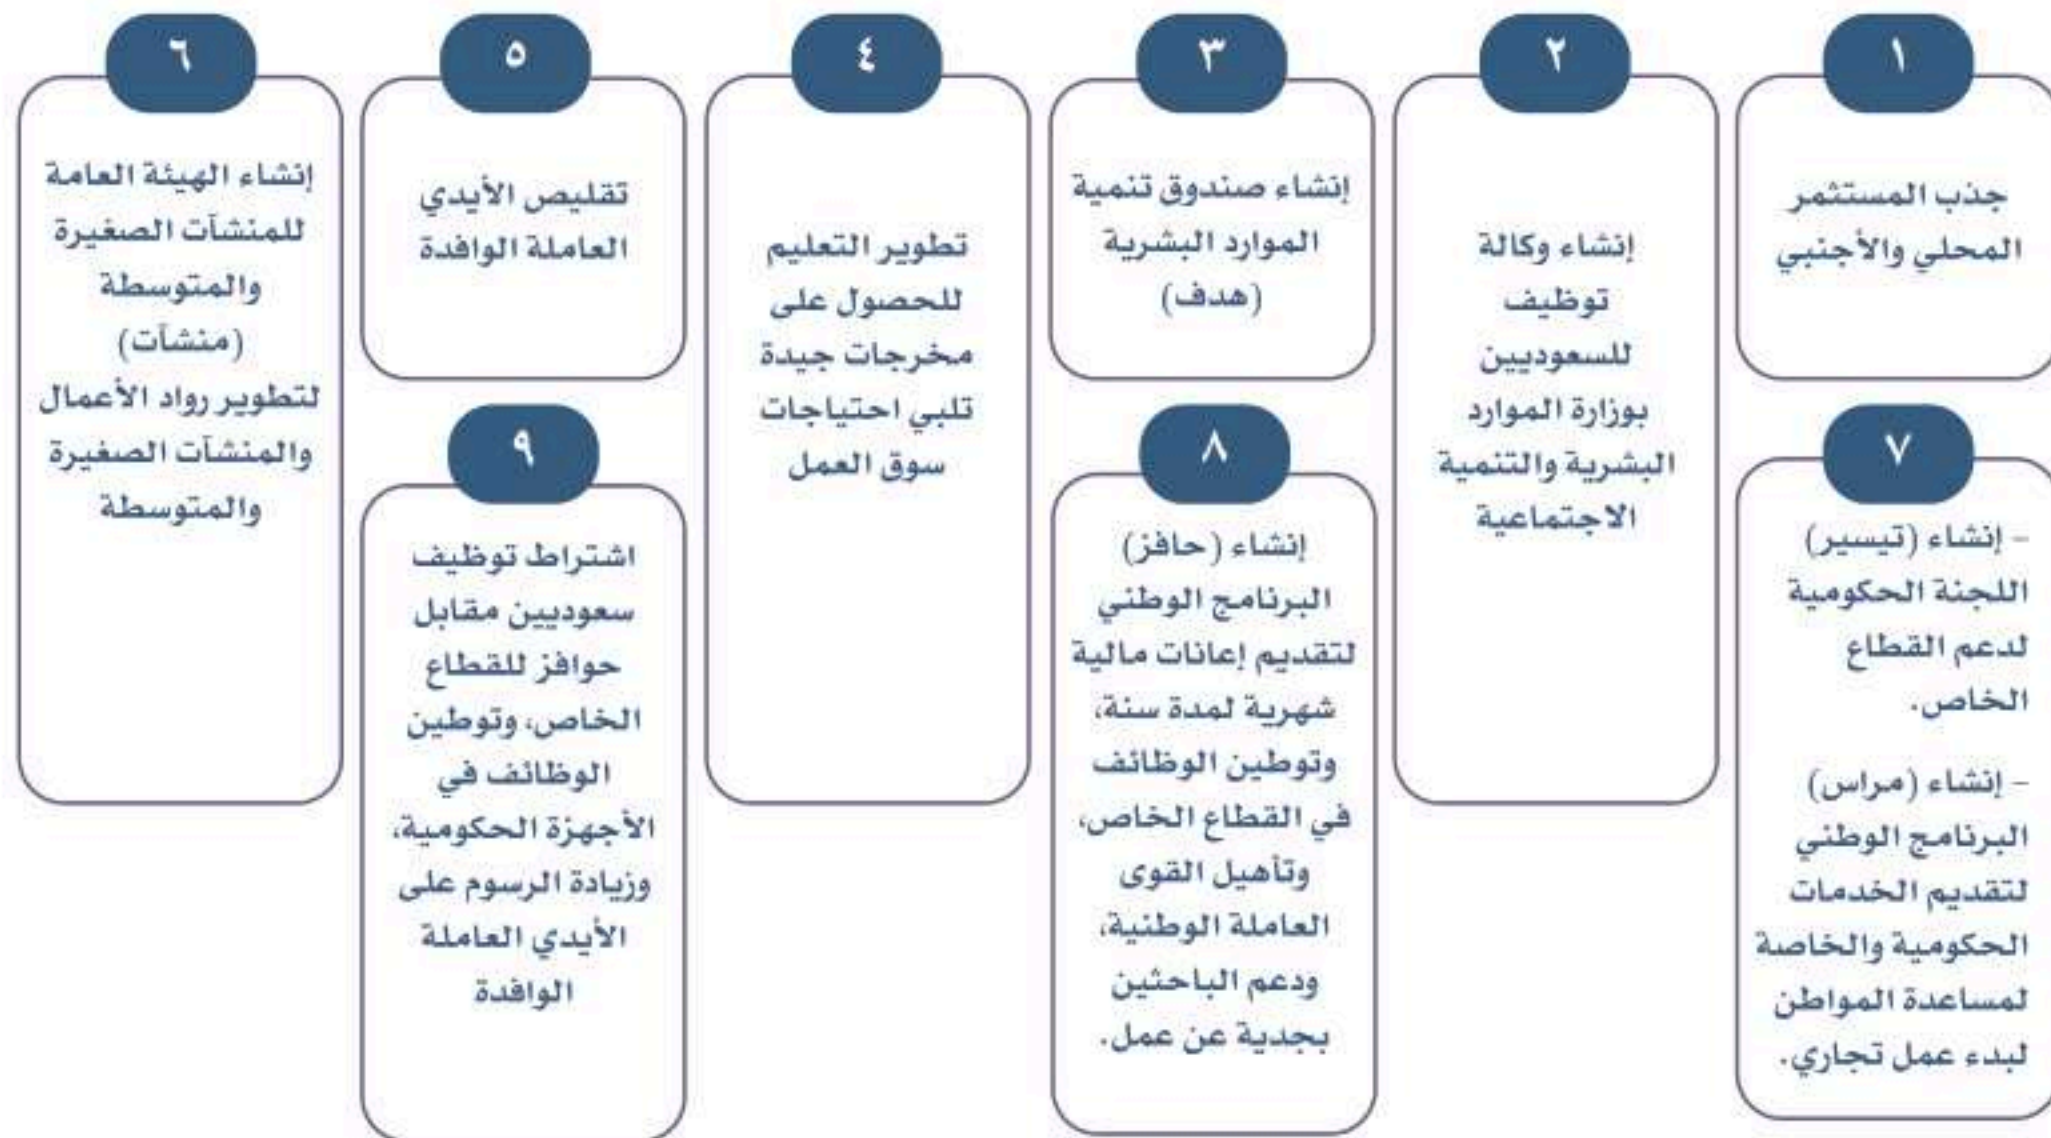 ١
جذب المستثمر
المحلي والأجنبي
٢
إنشاء وكالة
توظيف
للسعوديين
بوزارة الموارد
البشرية والتنمية
الاجتماعية
٣
إنشاء صندوق تنمية
الموارد البشرية
(هدف)
٤
تطوير التعليم
للحصول على
مخرجات جيدة
تلبي احتياجات
سوق العمل
٥
تقليص الأيدي
العاملة الوافدة
٦
إنشاء الهيئة العامة
للمنشآت الصغيرة
والمتوسطة
(منشآت)
لتطوير رواد الأعمال
والمنشآت الصغيرة
والمتوسطة
٧
– إنشاء (تيسير)
اللجنة الحكومية
لدعم القطاع
الخاص.
– إنشاء (مراس)
البرنامج الوطني
لتقديم الخدمات
الحكومية والخاصة
لمساعدة المواطن
لبدء عمل تجاري.
٨
إنشاء (حافز)
البرنامج الوطني
لتقديم إعانات مالية
شهرية لمدة سنة،
وتوطين الوظائف
في القطاع الخاص،
وتأهيل القوى
العاملة الوطنية،
ودعم الباحثين
بجدية عن عمل.
٩
اشتراط توظيف
سعوديين مقابل
حوافز للقطاع
الخاص، وتوطين
الوظائف في
الأجهزة الحكومية،
وزيادة الرسوم على
الأيدي العاملة
الوافدة